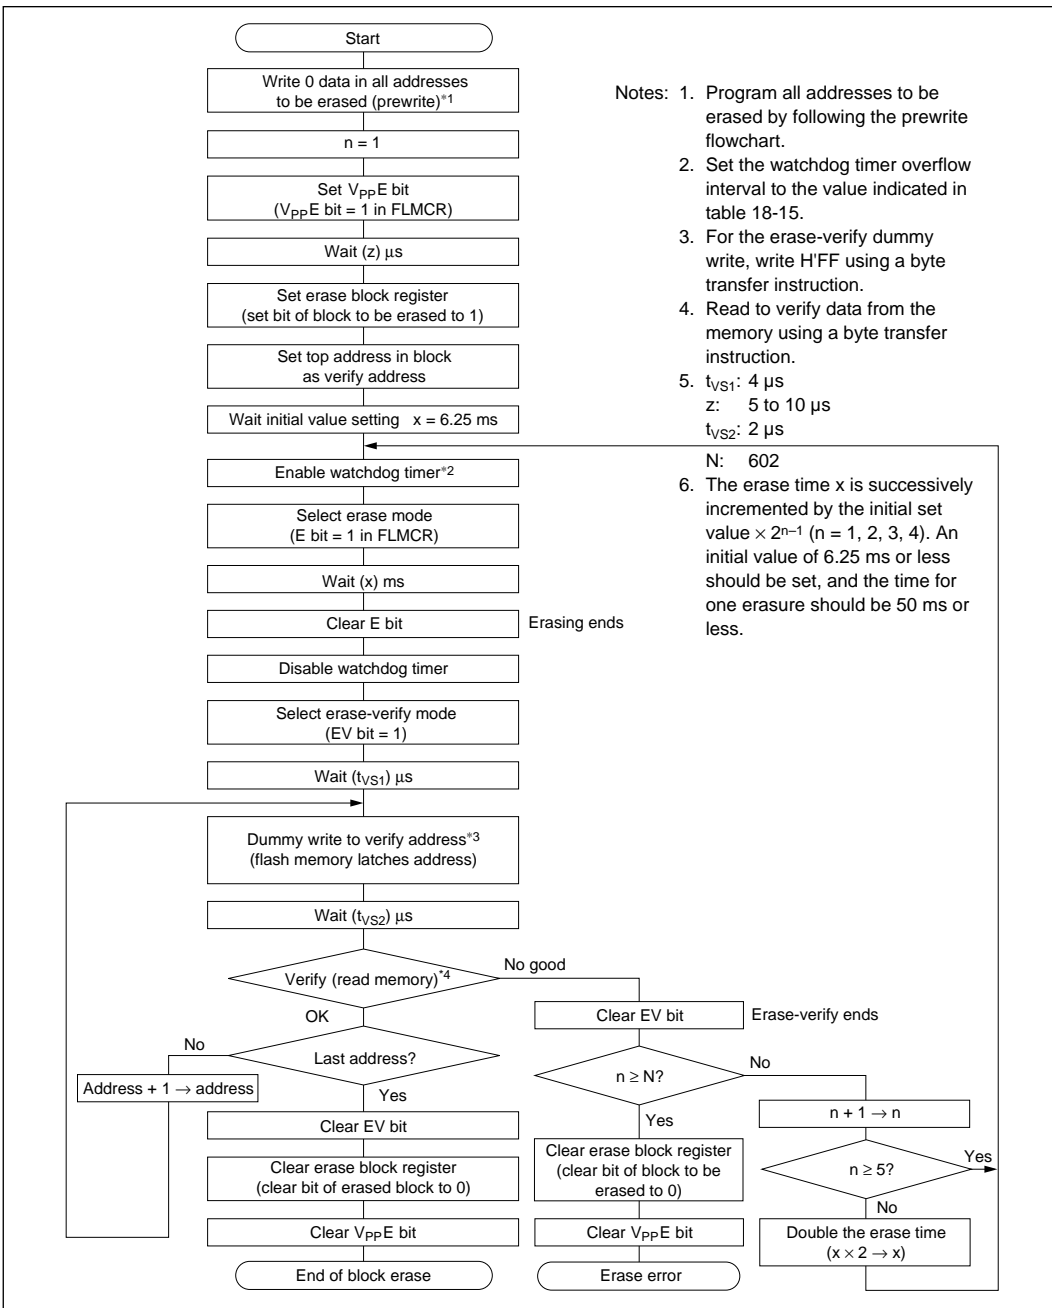 Start
Write 0 data in all addresses
to be erased (prewrite)*1
n = 1
Set VPPE bit
(VPPE bit = 1 in FLMCR)
Wait (z) µs
Set erase block register
(set bit of block to be erased to 1)
Set top address in block
as verify address
Wait initial value setting x = 6.25 ms
Enable watchdog timer*2
Select erase mode
(E bit = 1 in FLMCR)
Wait (x) ms
Clear E bit
Erasing ends
Disable watchdog timer
Select erase-verify mode
(EV bit = 1)
Wait (tVS1) µs
Dummy write to verify address*3
(flash memory latches address)
Wait (tVS2) µs
Verify (read memory)*4
No good
OK
Last address?
No
Address + 1 → address
Yes
Clear EV bit
Clear erase block register
(clear bit of erased block to 0)
Clear VPPE bit
End of block erase
Clear EV bit
Erase-verify ends
n ≥ N?
No
Yes
Clear erase block register
(clear bit of block to be
erased to 0)
Clear VPPE bit
Erase error
n + 1 → n
n ≥ 5?
Yes
No
Double the erase time
(x × 2 → x)
Notes: 1. Program all addresses to be
erased by following the prewrite
flowchart.
2. Set the watchdog timer overflow
interval to the value indicated in
table 18-15.
3. For the erase-verify dummy
write, write H'FF using a byte
transfer instruction.
4. Read to verify data from the
memory using a byte transfer
instruction.
5. tVS1: 4 µs
z: 5 to 10 µs
tVS2: 2 µs
N: 602
6. The erase time x is successively
incremented by the initial set
value × 2n–1 (n = 1, 2, 3, 4). An
initial value of 6.25 ms or less
should be set, and the time for
one erasure should be 50 ms or
less.